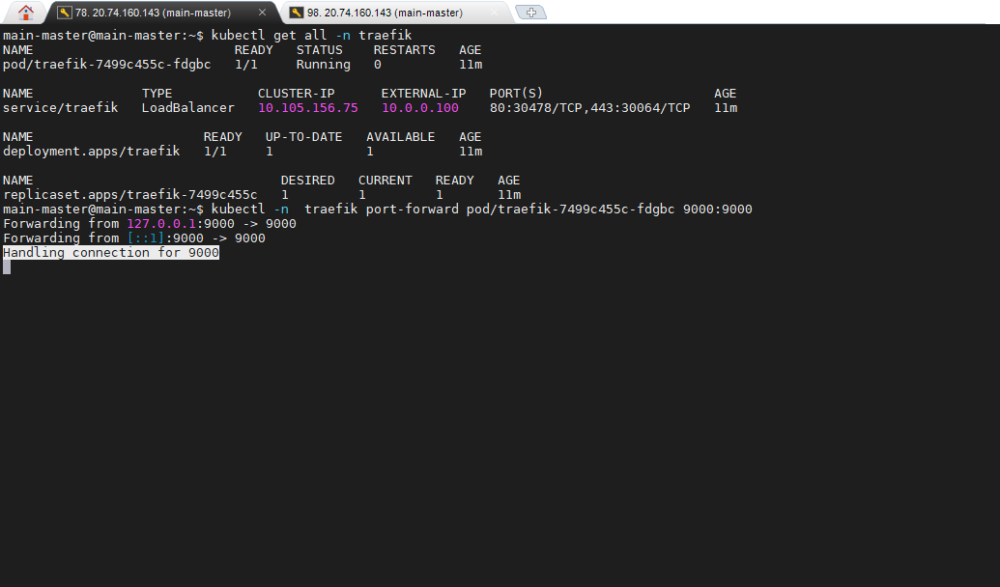 78. 20.74.160.143 (main-master)
98. 20.74.160.143 (main-master)
main-master@main-master:~$ kubectl get all -n traefik
NAME                          READY   STATUS    RESTARTS   AGE
pod/traefik-7499c455c-fdgbc   1/1     Running   0          11m
NAME              TYPE           CLUSTER-IP      EXTERNAL-IP   PORT(S)                      AGE
service/traefik   LoadBalancer   10.105.156.75   10.0.0.100    80:30478/TCP,443:30064/TCP   11m
NAME                      READY   UP-TO-DATE   AVAILABLE   AGE
deployment.apps/traefik   1/1     1            1           11m
NAME                                DESIRED   CURRENT   READY   AGE
replicaset.apps/traefik-7499c455c   1         1         1       11m
main-master@main-master:~$ kubectl -n  traefik port-forward pod/traefik-7499c455c-fdgbc 9000:9000
Forwarding from 127.0.0.1:9000 -> 9000
Forwarding from [::1]:9000 -> 9000
Handling connection for 9000